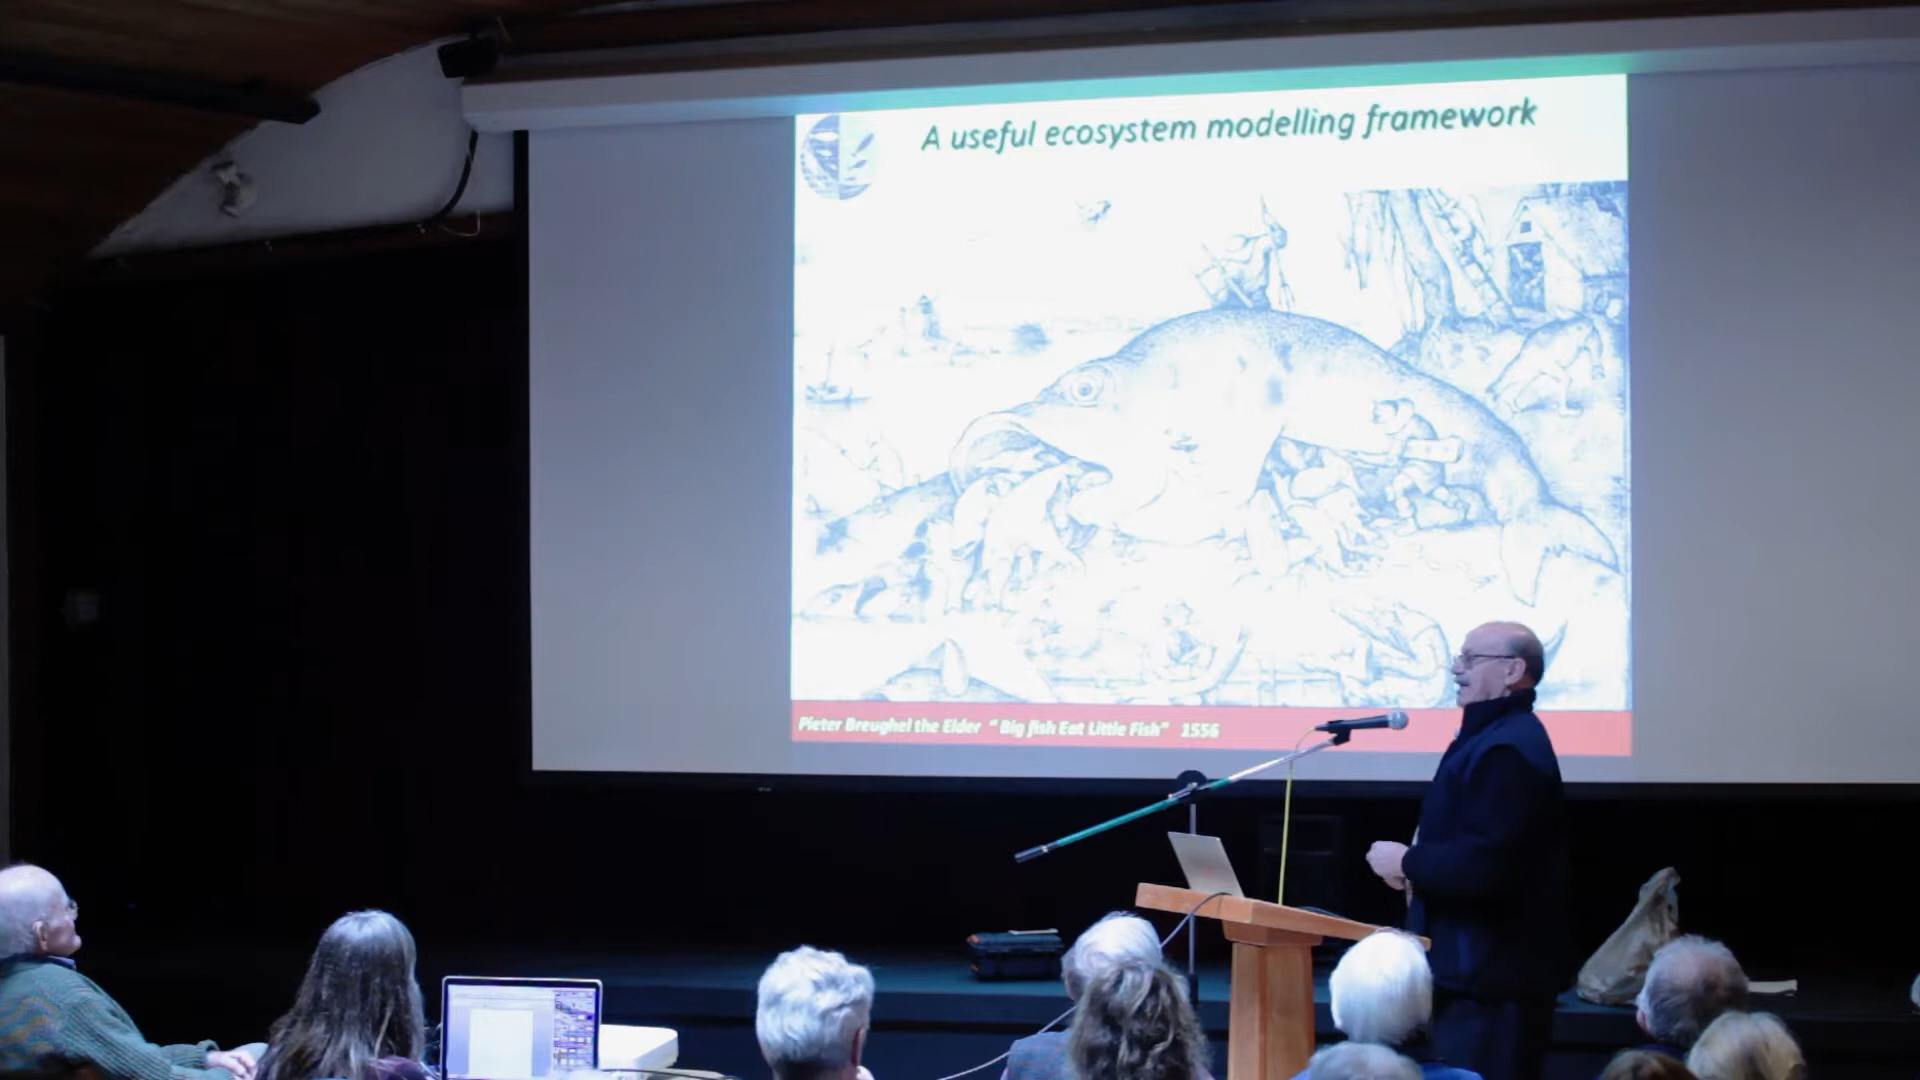 A useful ecosystem modelling framework
Pieter Breughel the Elder “Big fish Eat Little Fish” 1556